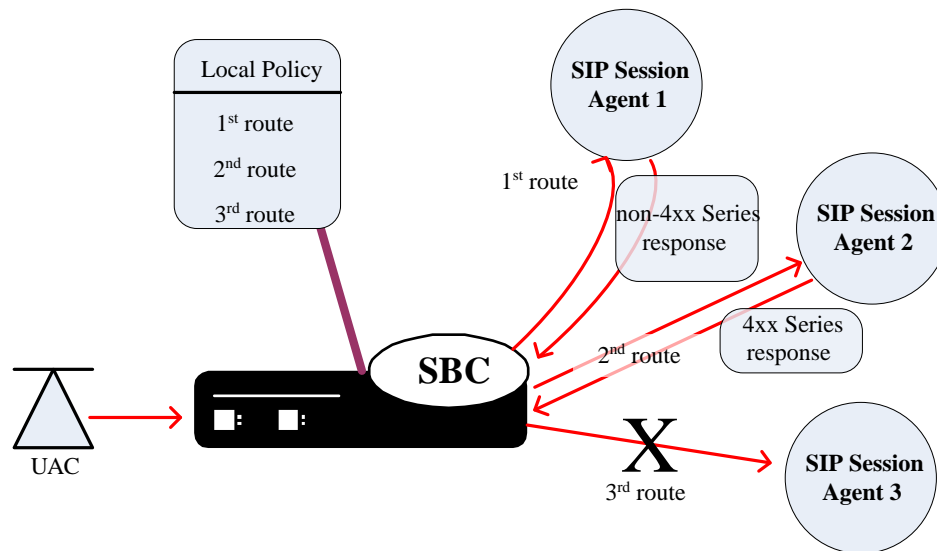 Local Policy
1st route
2nd route
3rd route
SIP Session
Agent 1
1st route
non-4xx Series
response
SIP Session
Agent 2
4xx Series
response
2nd route
SBC
UAC
X
3rd route
SIP Session
Agent 3